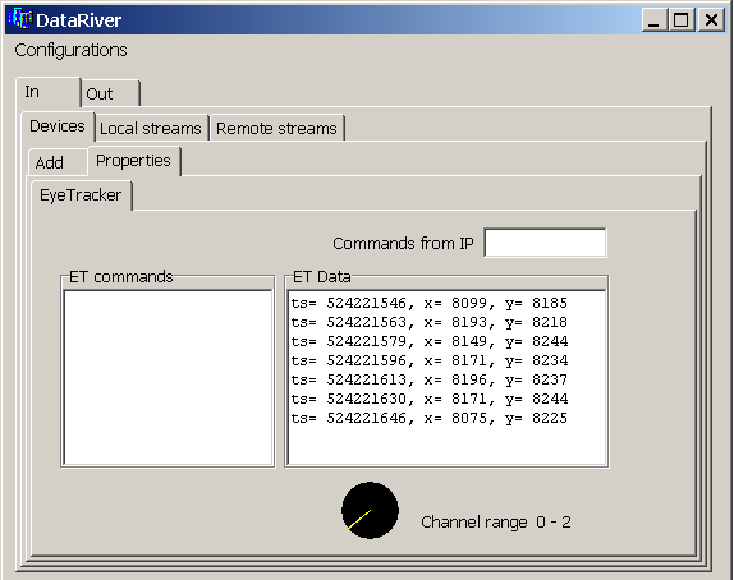 DataRiver
Configurations
In Out
Devices Local streams Remote streams
Add Properties
EyeTracker
Commands from IP
ET commands ET Data
ts= 524221546, x= 8099, y= 8185
ts= 524221563, x= 8193, y= 8218
ts= 524221579, x= 8149, y= 8244
ts= 524221596, x= 8171, y= 8234
ts= 524221613, x= 8196, y= 8237
ts= 524221630, x= 8171, y= 8244
ts= 524221646, x= 8075, y= 8225
Channel range 0 - 2